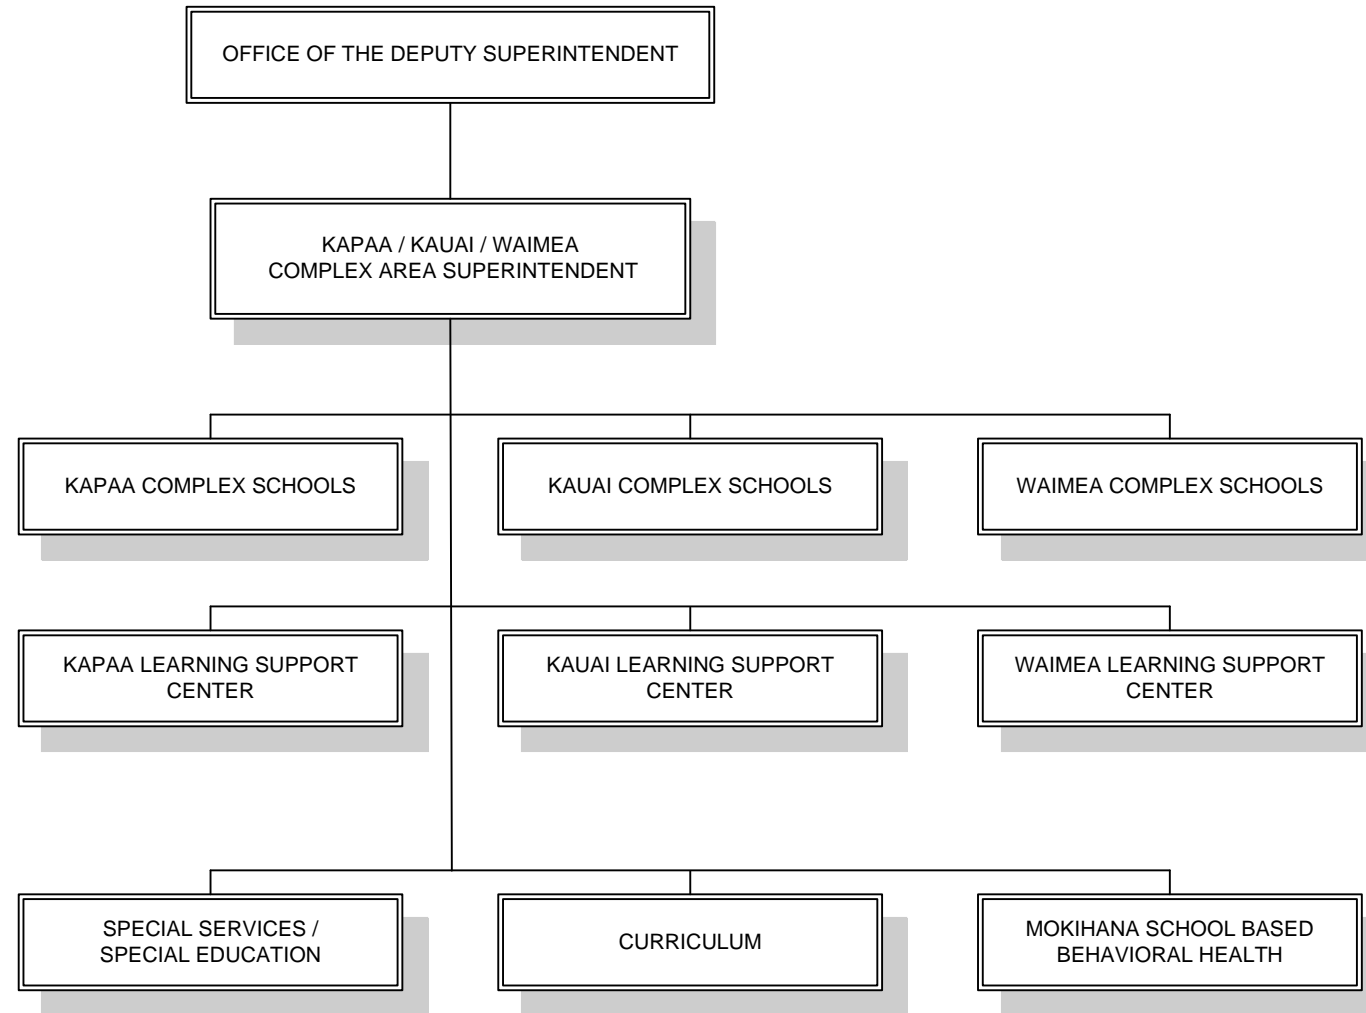 OFFICE OF THE DEPUTY SUPERINTENDENT
KAPAA / KAUAI / WAIMEA
COMPLEX AREA SUPERINTENDENT
KAPAA COMPLEX SCHOOLS
KAUAI COMPLEX SCHOOLS
WAIMEA COMPLEX SCHOOLS
KAPAA LEARNING SUPPORT
CENTER
KAUAI LEARNING SUPPORT
CENTER
WAIMEA LEARNING SUPPORT
CENTER
SPECIAL SERVICES /
SPECIAL EDUCATION
CURRICULUM
MOKIHANA SCHOOL BASED
BEHAVIORAL HEALTH